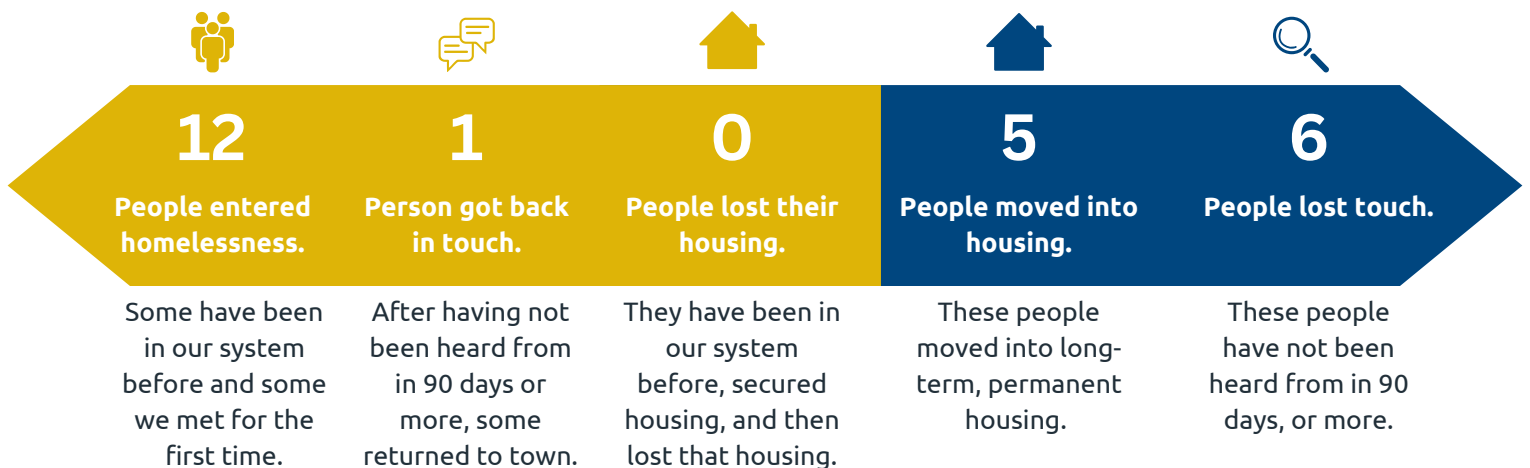 12
People entered
homelessness.
Some have been
in our system
before and some
we met for the
first time.
1
Person got back
in touch.
After having not
been heard from
in 90 days or
more, some
returned to town.
0
People lost their
housing.
They have been in
our system
before, secured
housing, and then
lost that housing.
5
People moved into
housing.
These people
moved into long-
term, permanent
housing.
6
People lost touch.
These people
have not been
heard from in 90
days, or more.